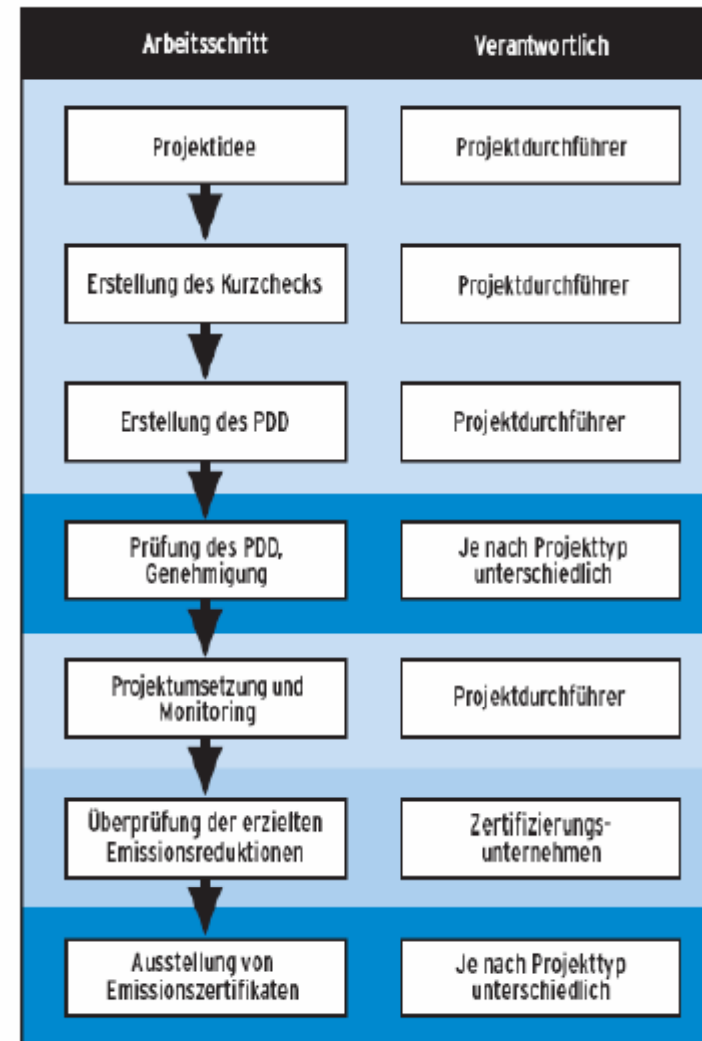 Arbeitsschritt
Verantwortlich
Projektidee
Projektdurchführer
Erstellung des Kurzchecks
Projektdurchführer
Erstellung des PDD
Projektdurchführer
Prüfung des PDD,
Genehmigung
Je nach Projekttyp
unterschiedlich
Projektumsetzung und
Monitoring
Projektdurchführer
Überprüfung der erzielten
Emissionsreduktionen
Zertifizierungs-
unternehmen
Ausstellung von
Emissionszertifikaten
Je nach Projekttyp
unterschiedlich